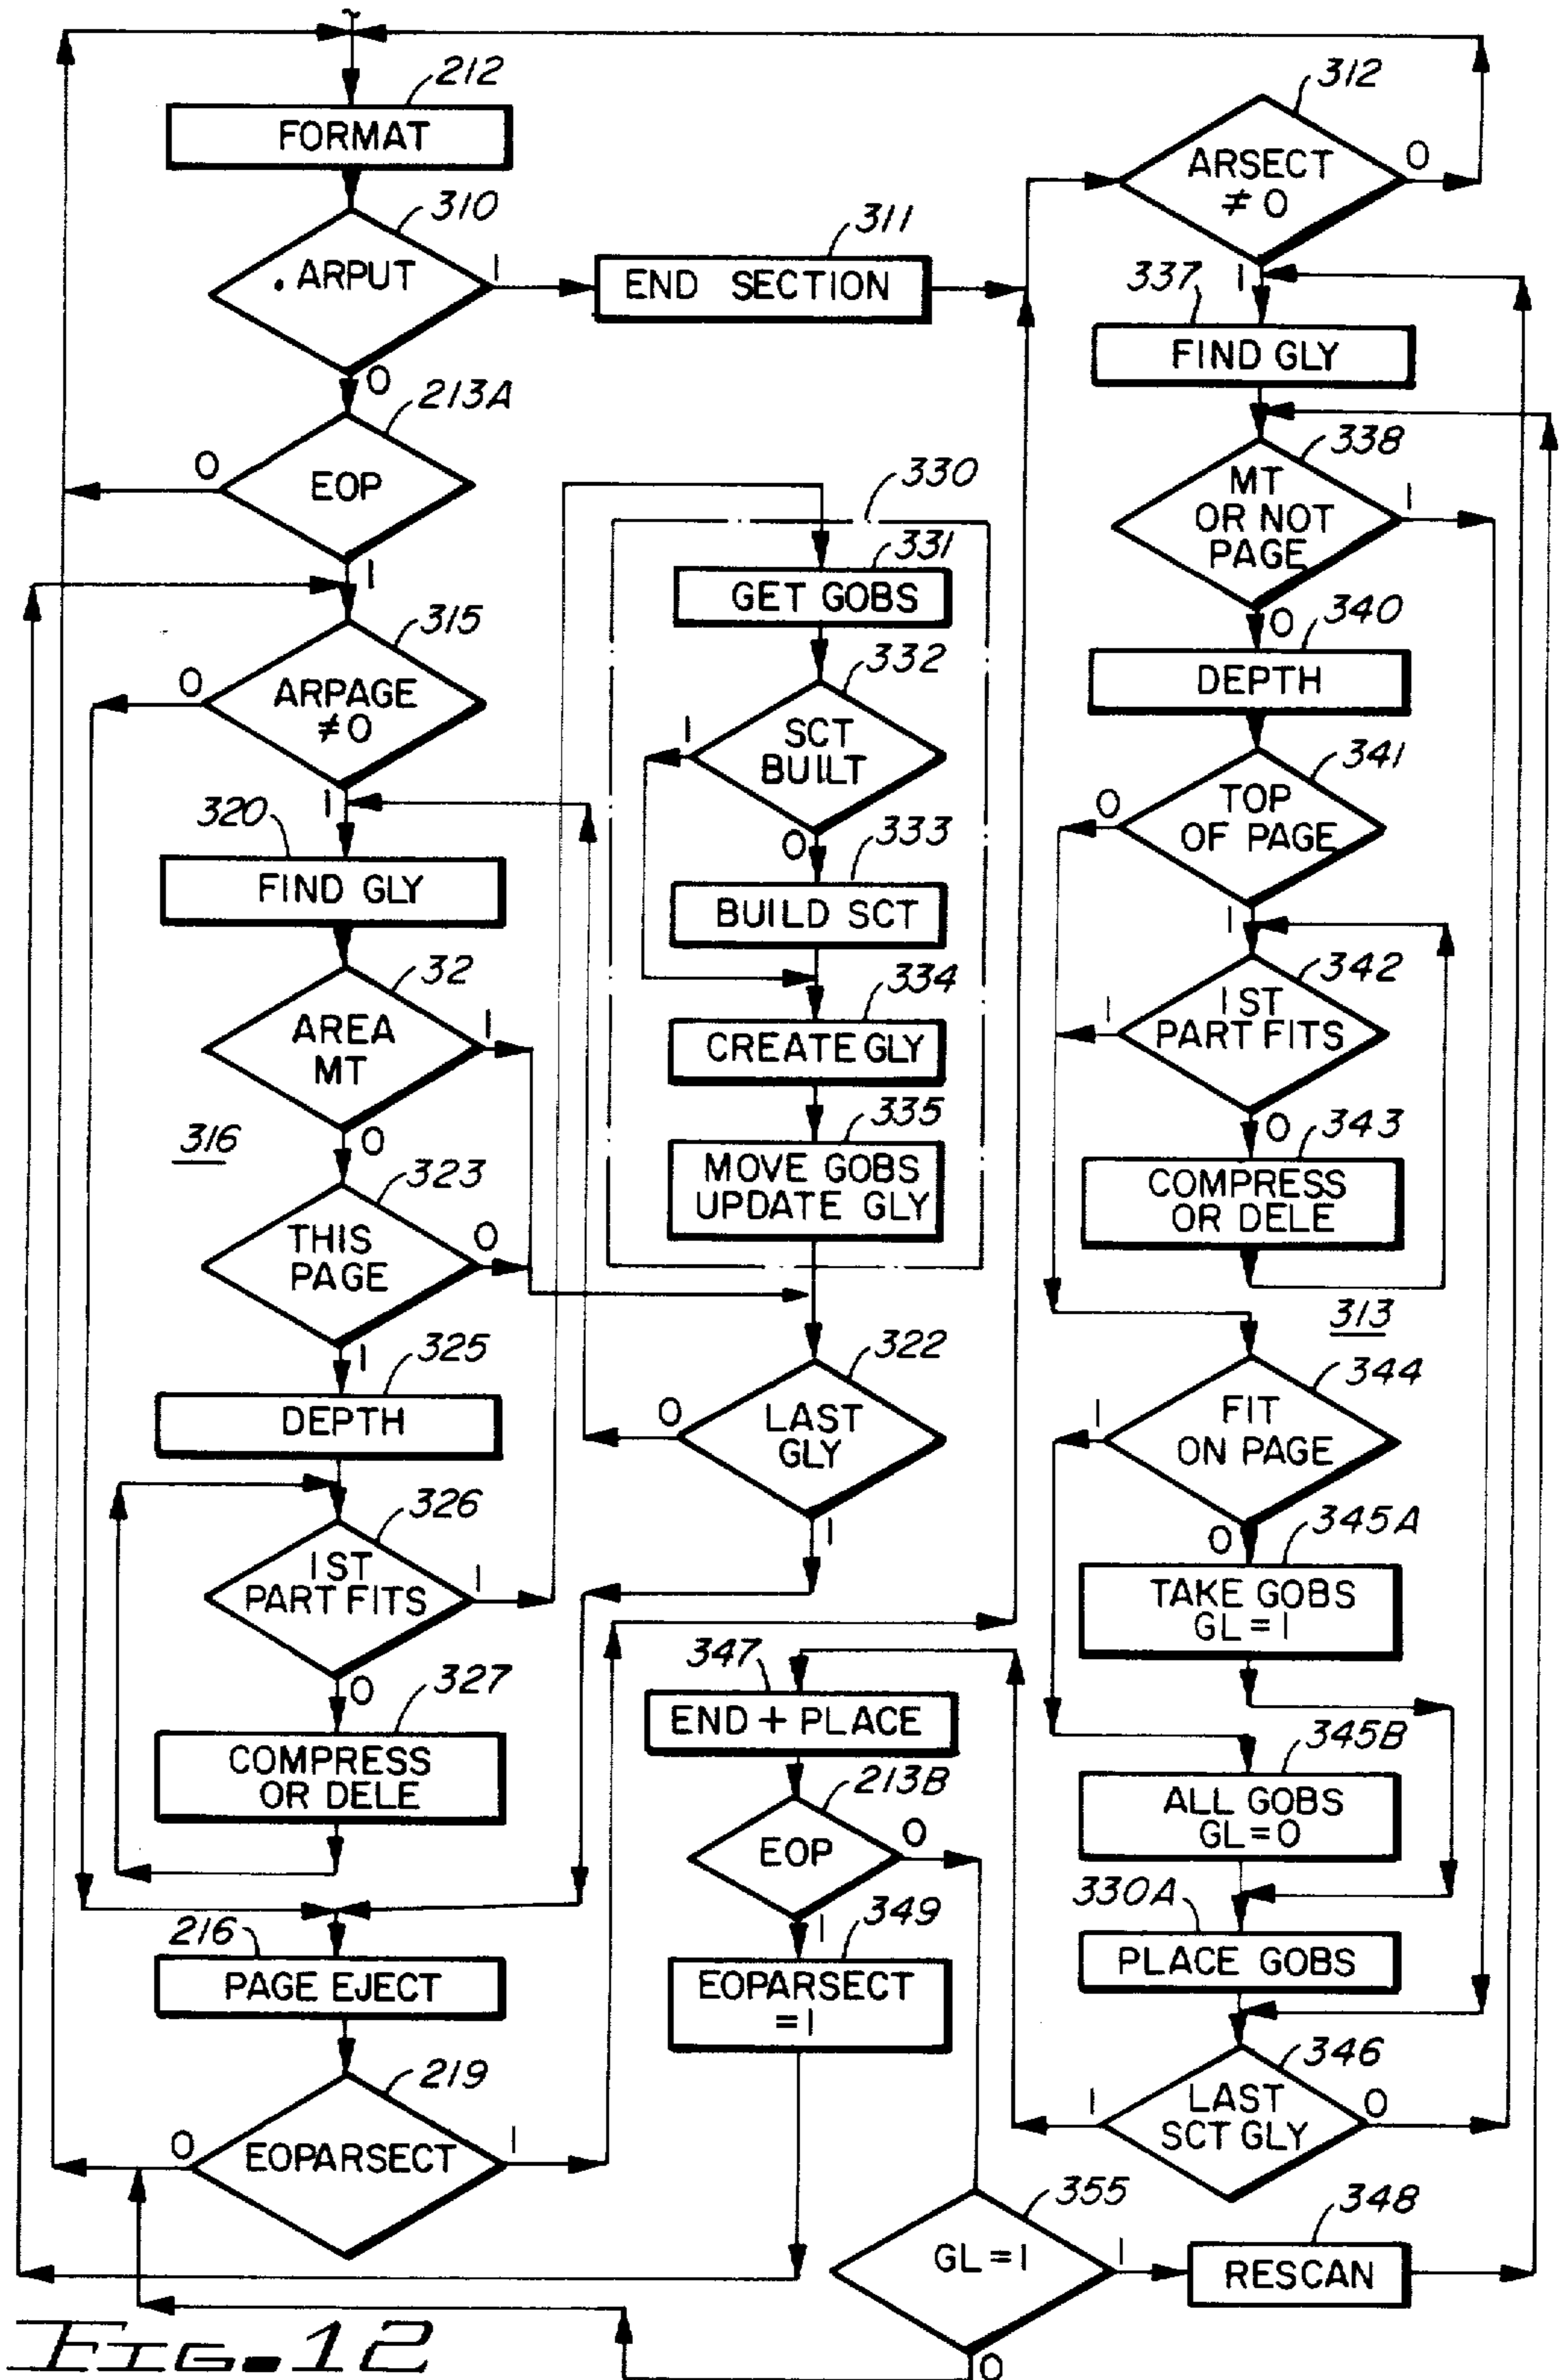 212
FORMAT
310
. ARPUT
1
0
311
END SECTION
312
ARSECT
≠ 0
0
1
213A
EOP
0
1
337
FIND GLY
338
MT
OR NOT
PAGE
1
0
315
ARPAGE
≠0
0
1
330
331
GET GOBS
332
SCT
BUILT
1
0
333
BUILD SCT
334
CREATE GLY
335
MOVE GOBS
UPDATE GLY
340
DEPTH
341
TOP
OF PAGE
0
1
320
FIND GLY
32
AREA
MT
1
0
316
323
THIS
PAGE
0
1
325
DEPTH
342
1ST
PART FITS
1
0
343
COMPRESS
OR DELE
313
322
LAST
GLY
0
1
344
FIT
ON PAGE
1
0
326
1ST
PART FITS
1
0
327
COMPRESS
OR DELE
345A
TAKE GOBS
GL = 1
345B
ALL GOBS
GL = 0
347
END + PLACE
213B
EOP
0
1
349
EOPARSECT
= 1
330A
PLACE GOBS
216
PAGE EJECT
219
EOPARSECT
0
1
346
LAST
SCT GLY
1
0
355
GL = 1
1
0
348
RESCAN
FIG. 12